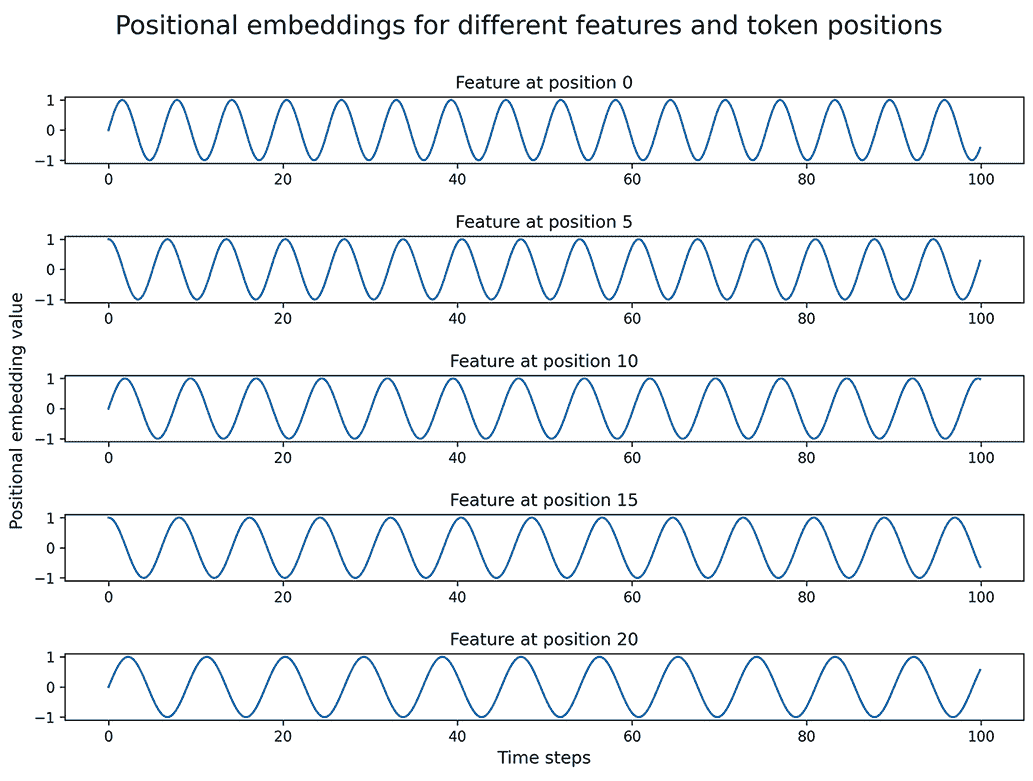 Positional embeddings for different features and token positions
Feature at position 0
1
0
−1
0 20 40 60 80 100
Feature at position 5
1
0
−1
0 20 40 60 80 100
Feature at position 10
1
0
−1
0 20 40 60 80 100
Feature at position 15
1
0
−1
0 20 40 60 80 100
Feature at position 20
1
0
−1
0 20 40 60 80 100
Time steps
Positional embedding value